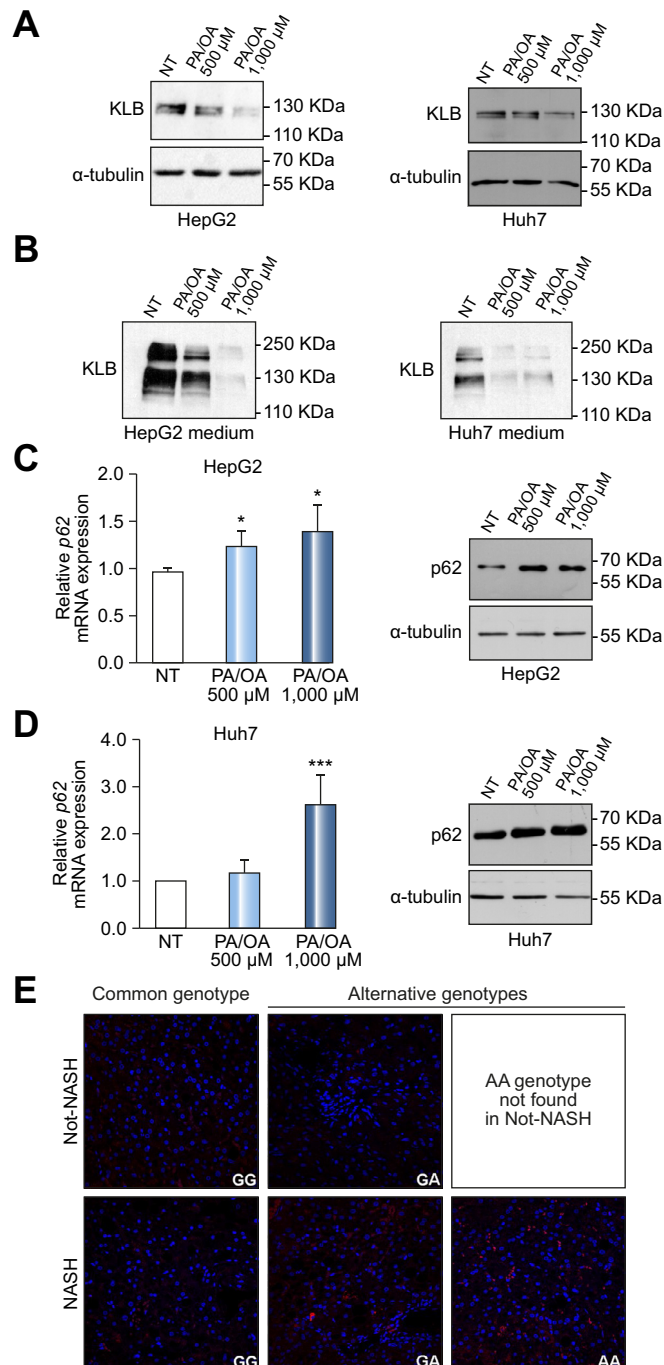 A
NT
PA/OA
500 µM
PA/OA
1,000 µM
KLB
130 KDa
110 KDa
α-tubulin
70 KDa
55 KDa
HepG2
NT
PA/OA
500 µM
PA/OA
1,000 µM
KLB
130 KDa
110 KDa
α-tubulin
70 KDa
55 KDa
Huh7
B
NT
PA/OA
500 µM
PA/OA
1,000 µM
KLB
250 KDa
130 KDa
110 KDa
HepG2 medium
NT
PA/OA
500 µM
PA/OA
1,000 µM
KLB
250 KDa
130 KDa
110 KDa
Huh7 medium
C
HepG2
Relative p62
mRNA expression
2.0
1.5
1.0
0.5
0.0
*
*
NT
PA/OA
500 µM
PA/OA
1,000 µM
NT
PA/OA
500 µM
PA/OA
1,000 µM
p62
70 KDa
55 KDa
α-tubulin
55 KDa
HepG2
D
Huh7
Relative p62
mRNA expression
4.0
3.0
2.0
1.0
0.0
***
NT
PA/OA
500 µM
PA/OA
1,000 µM
NT
PA/OA
500 µM
PA/OA
1,000 µM
p62
70 KDa
55 KDa
α-tubulin
55 KDa
Huh7
E
Common genotype
Alternative genotypes
Not-NASH
GG
GA
AA genotype
not found
in Not-NASH
NASH
GG
GA
AA